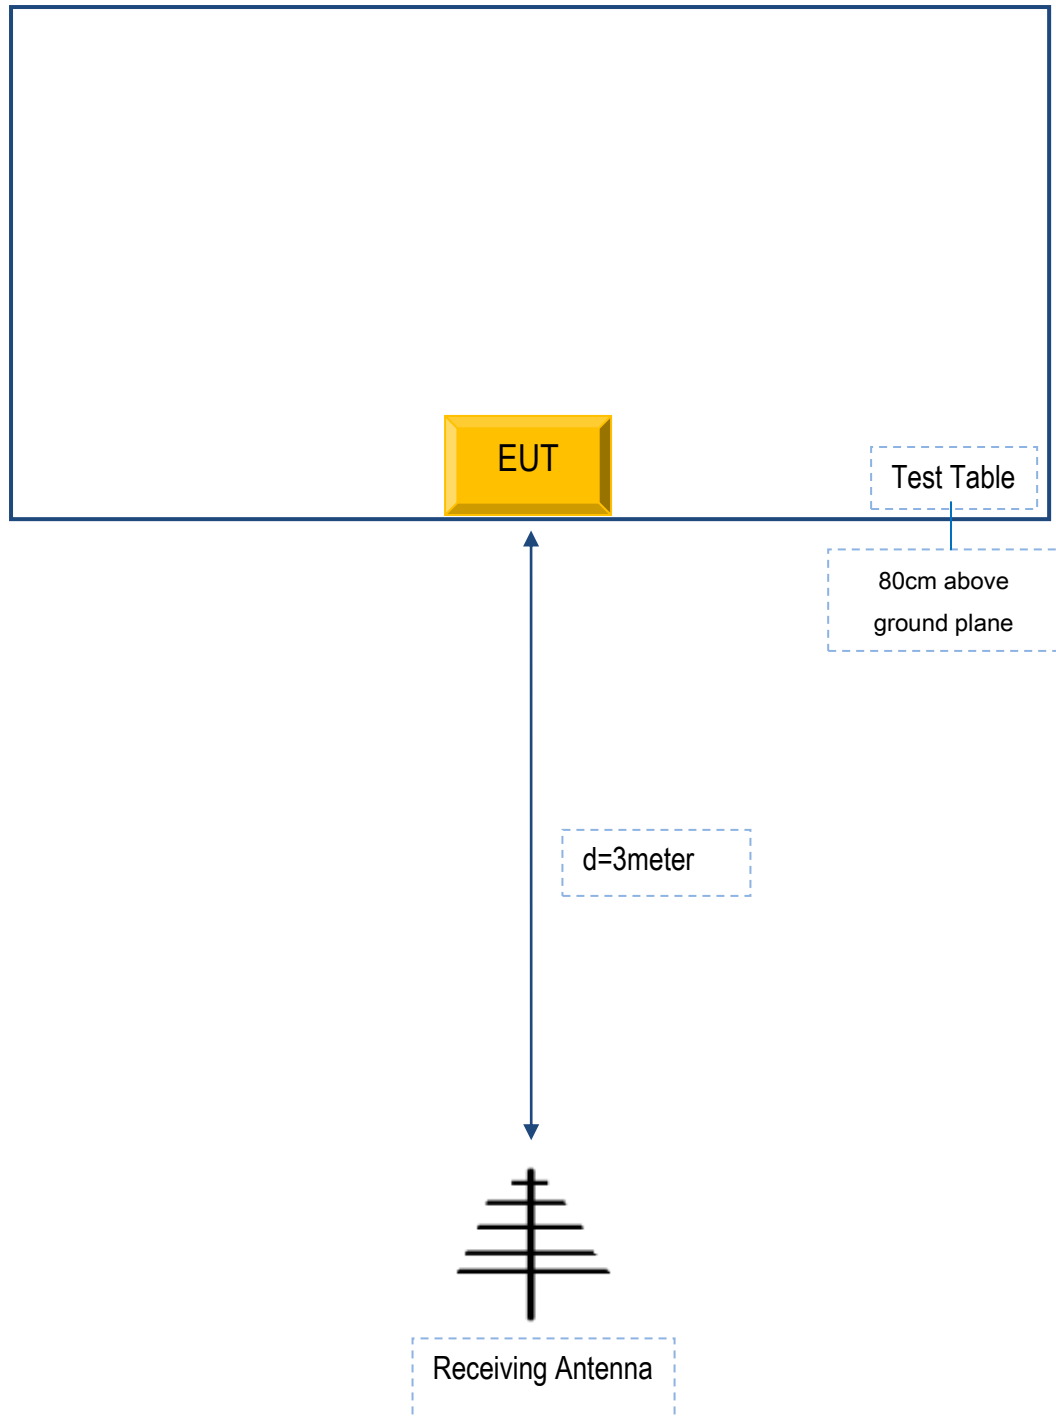 EUT
Test Table
80cm above
ground plane
d=3meter
Receiving Antenna